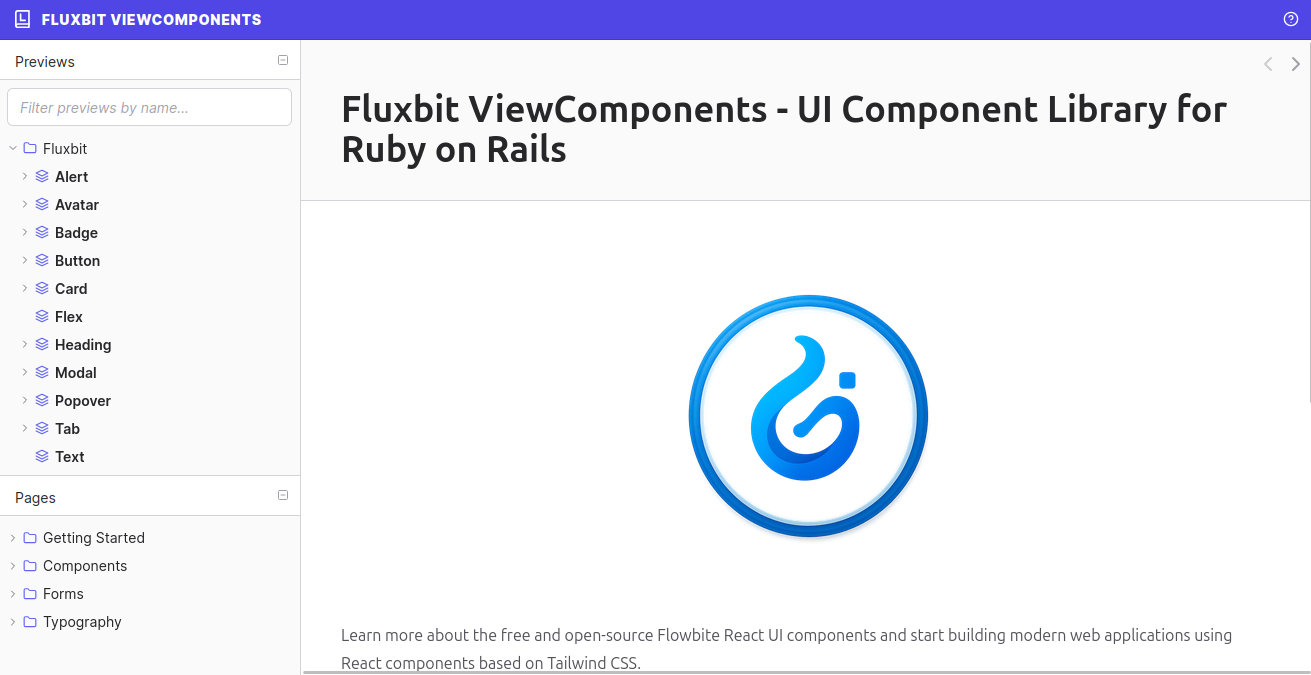 FLUXBIT VIEWCOMPONENTS
Previews
Filter previews by name...
Fluxbit
Alert
Avatar
Badge
Button
Card
Flex
Heading
Modal
Popover
Tab
Text
Pages
Getting Started
Components
Forms
Typography
Fluxbit ViewComponents - UI Component Library for
Ruby on Rails
Learn more about the free and open-source Flowbite React UI components and start building modern web applications using
React components based on Tailwind CSS.